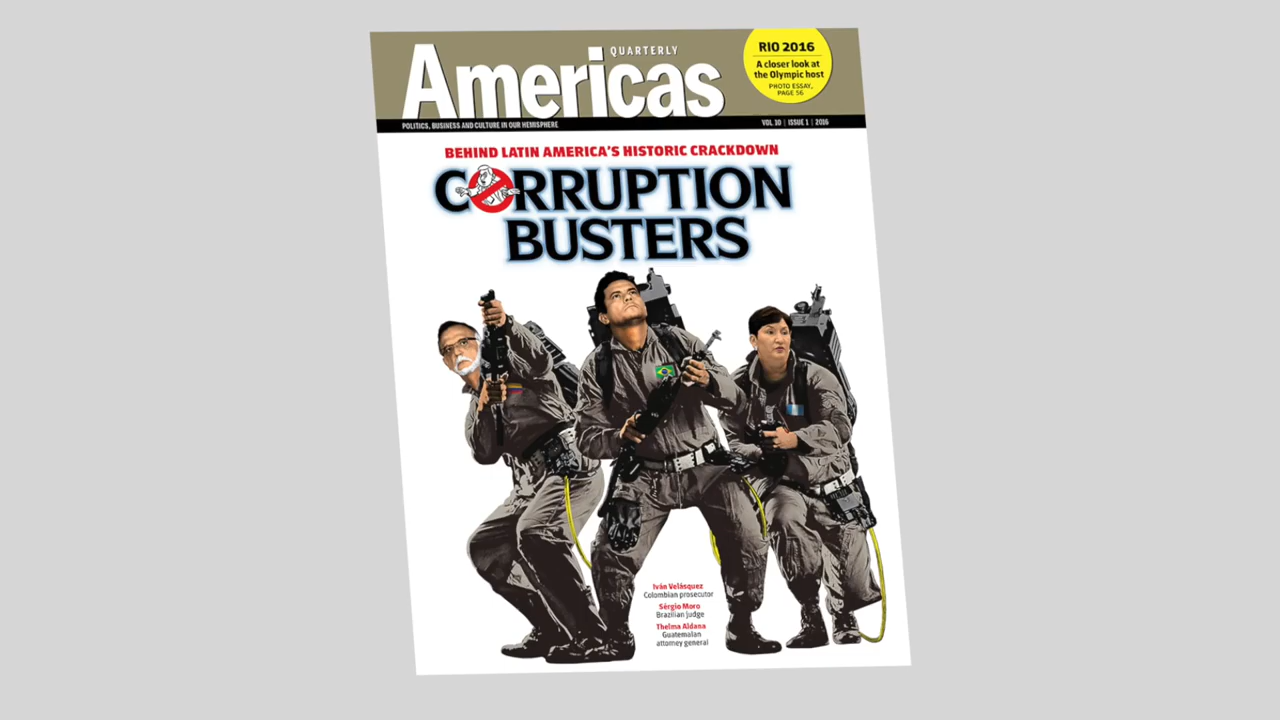 QUARTERLY
Americas
RIO 2016
A closer look at
the Olympic host
PHOTO ESSAY,
PAGE 56
POLITICS, BUSINESS AND CULTURE IN OUR HEMISPHERE
VOL 10 | ISSUE 1 | 2016
BEHIND LATIN AMERICA'S HISTORIC CRACKDOWN
CORRUPTION
BUSTERS
Iván Velásquez
Colombian prosecutor
Sérgio Moro
Brazilian judge
Thelma Aldana
Guatemalan
attorney general